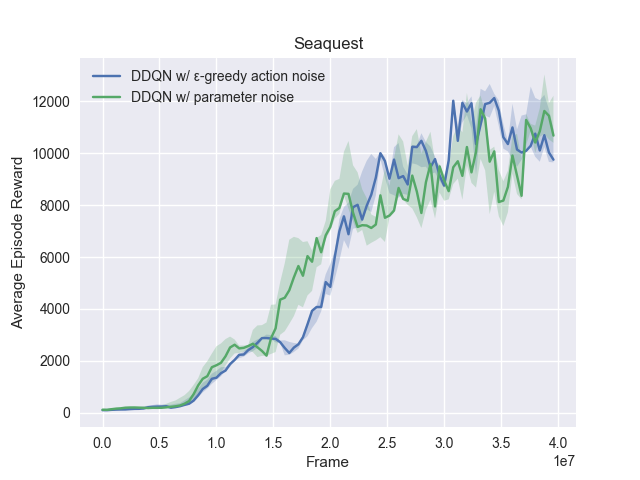 Seaquest
DDQN w/ ε-greedy action noise
DDQN w/ parameter noise
Average Episode Reward
12000
10000
8000
6000
4000
2000
0
0.0 0.5 1.0 1.5 2.0 2.5 3.0 3.5 4.0
1e7
Frame